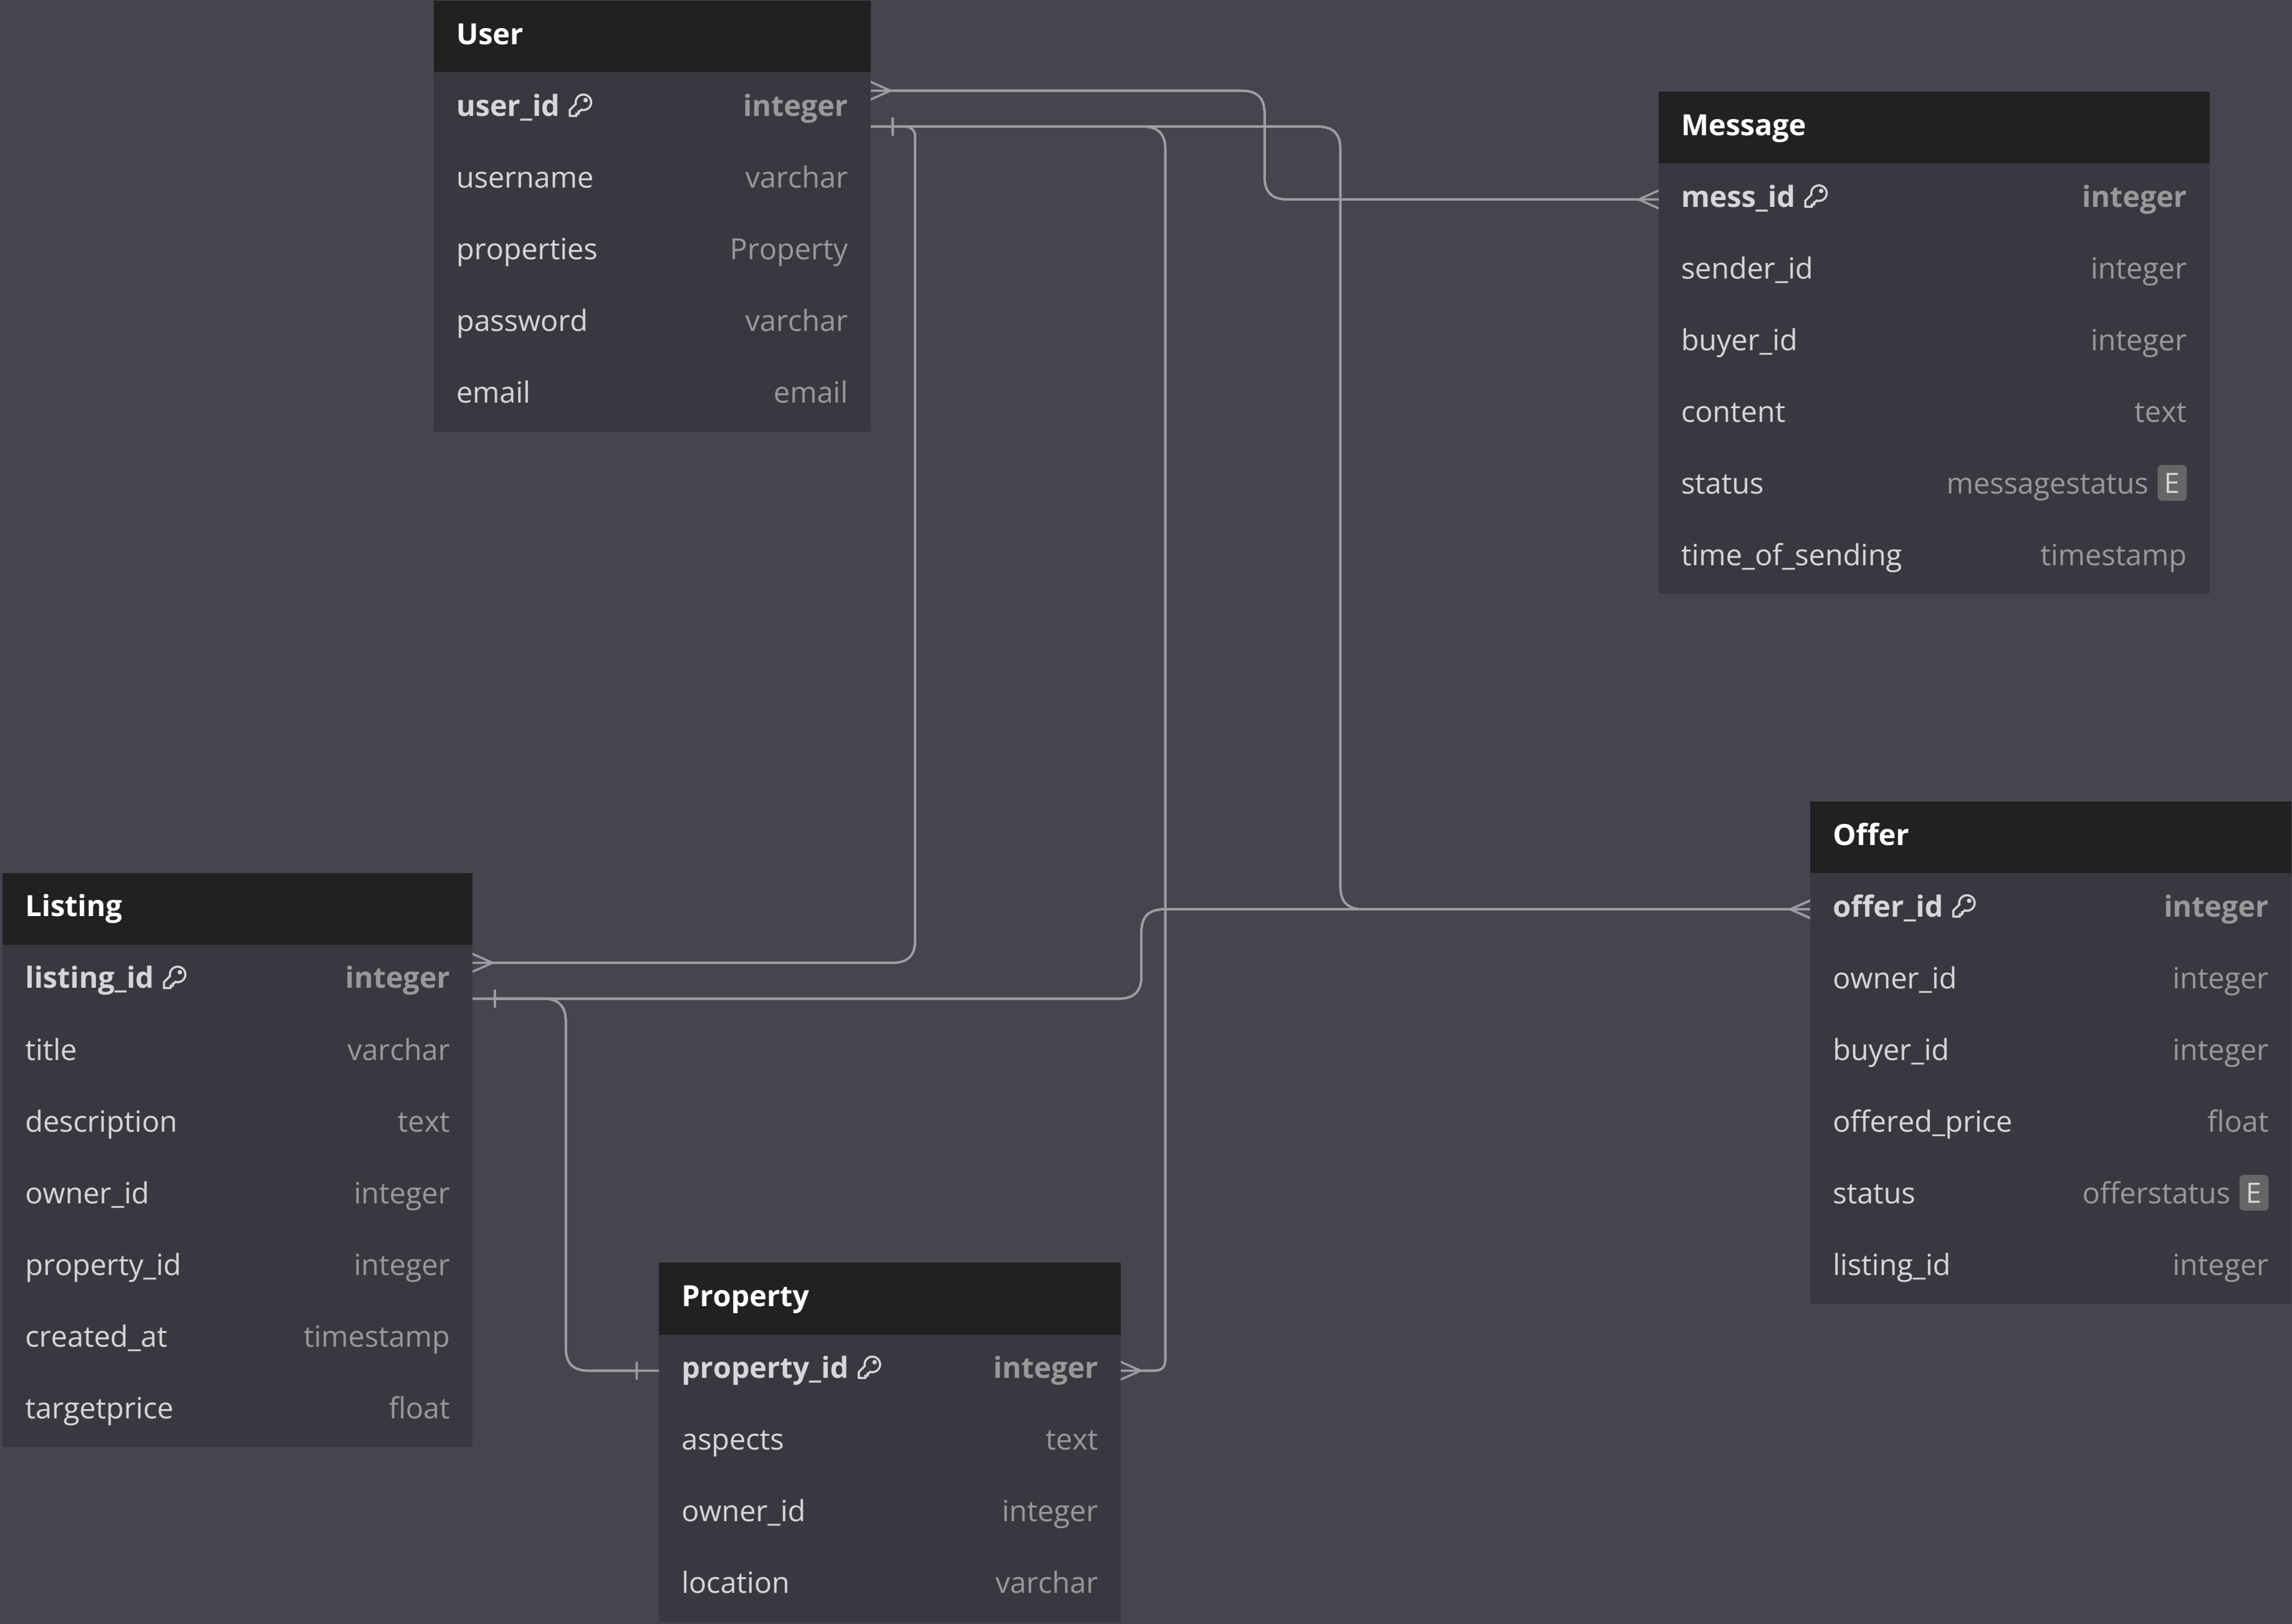 User
user_id integer
username varchar
properties Property
password varchar
email email
Message
mess_id integer
sender_id integer
buyer_id integer
content text
status messagestatus E
time_of_sending timestamp
Offer
offer_id integer
owner_id integer
buyer_id integer
offered_price float
status offerstatus E
listing_id integer
Listing
listing_id integer
title varchar
description text
owner_id integer
property_id integer
created_at timestamp
targetprice float
Property
property_id integer
aspects text
owner_id integer
location varchar